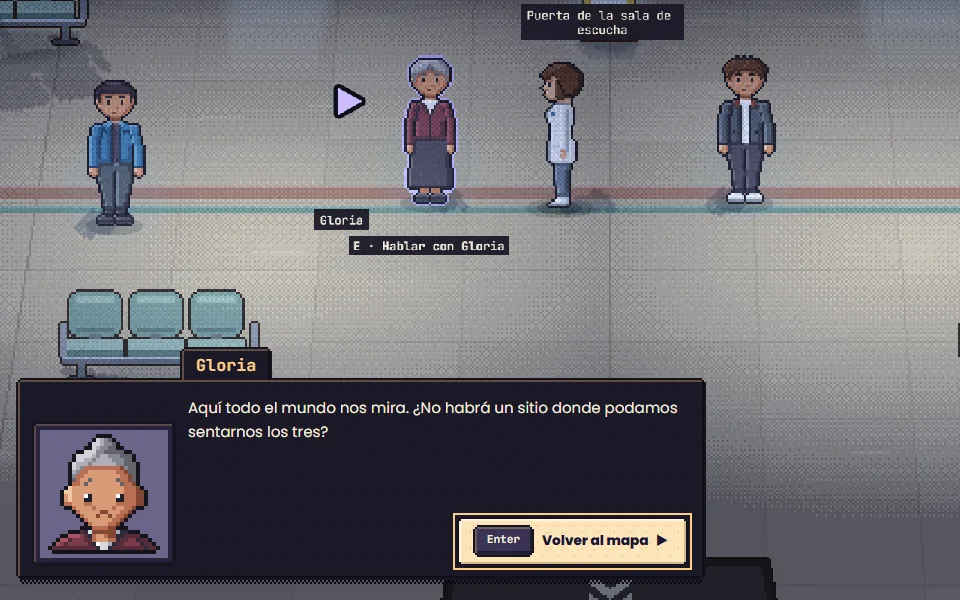 Puerta de la sala de
escucha
Gloria
E · Hablar con Gloria
Gloria
Aquí todo el mundo nos mira. ¿No habrá un sitio donde podamos
sentarnos los tres?
Enter Volver al mapa ▶